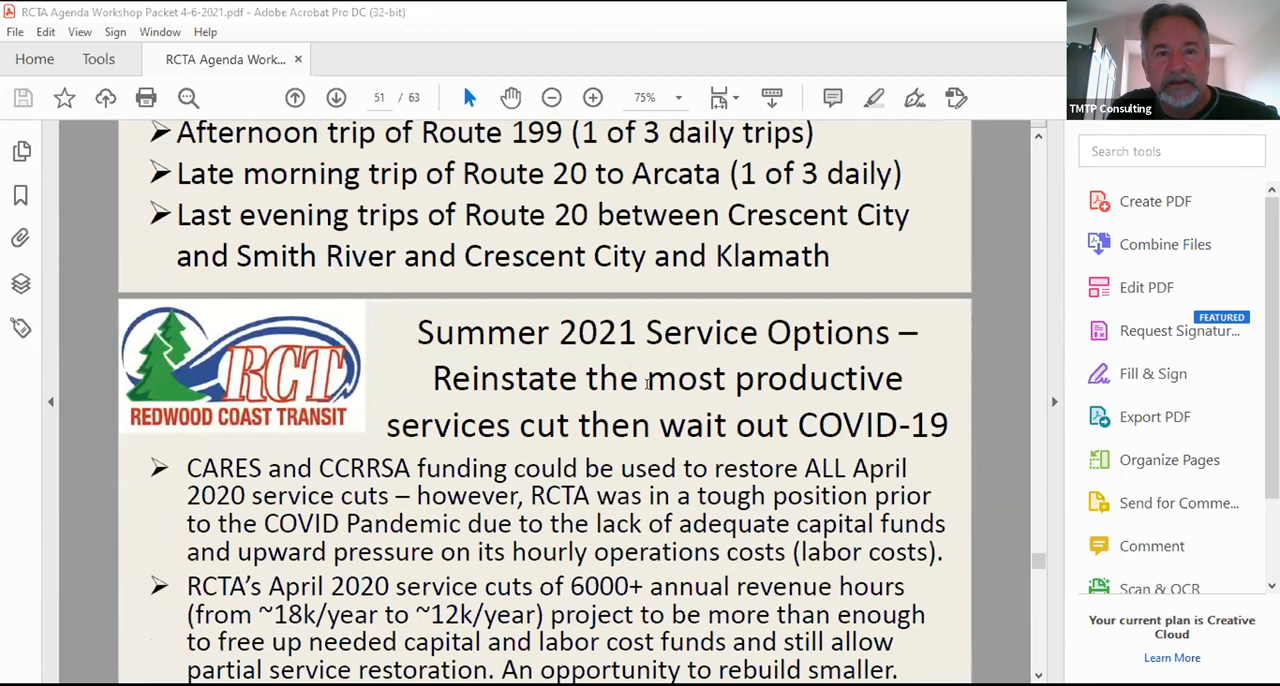 RCTA Agenda Workshop Packet 4-6-2021.pdf - Adobe Acrobat Pro DC (32-bit)
File Edit View Sign Window Help
Home Tools RCTA Agenda Work... ×
51 / 63 75%
TMTP Consulting
Afternoon trip of Route 199 (1 of 3 daily trips)
Late morning trip of Route 20 to Arcata (1 of 3 daily)
Last evening trips of Route 20 between Crescent City
and Smith River and Crescent City and Klamath
RCT
REDWOOD COAST TRANSIT
Summer 2021 Service Options –
Reinstate the most productive
services cut then wait out COVID-19
CARES and CCRRSA funding could be used to restore ALL April
2020 service cuts – however, RCTA was in a tough position prior
to the COVID Pandemic due to the lack of adequate capital funds
and upward pressure on its hourly operations costs (labor costs).
RCTA's April 2020 service cuts of 6000+ annual revenue hours
(from ~18k/year to ~12k/year) project to be more than enough
to free up needed capital and labor cost funds and still allow
partial service restoration. An opportunity to rebuild smaller.
Search tools
Create PDF
Combine Files
Edit PDF
FEATURED
Request Signatur...
Fill & Sign
Export PDF
Organize Pages
Send for Comme...
Comment
Scan & OCR
Your current plan is Creative
Cloud
Learn More